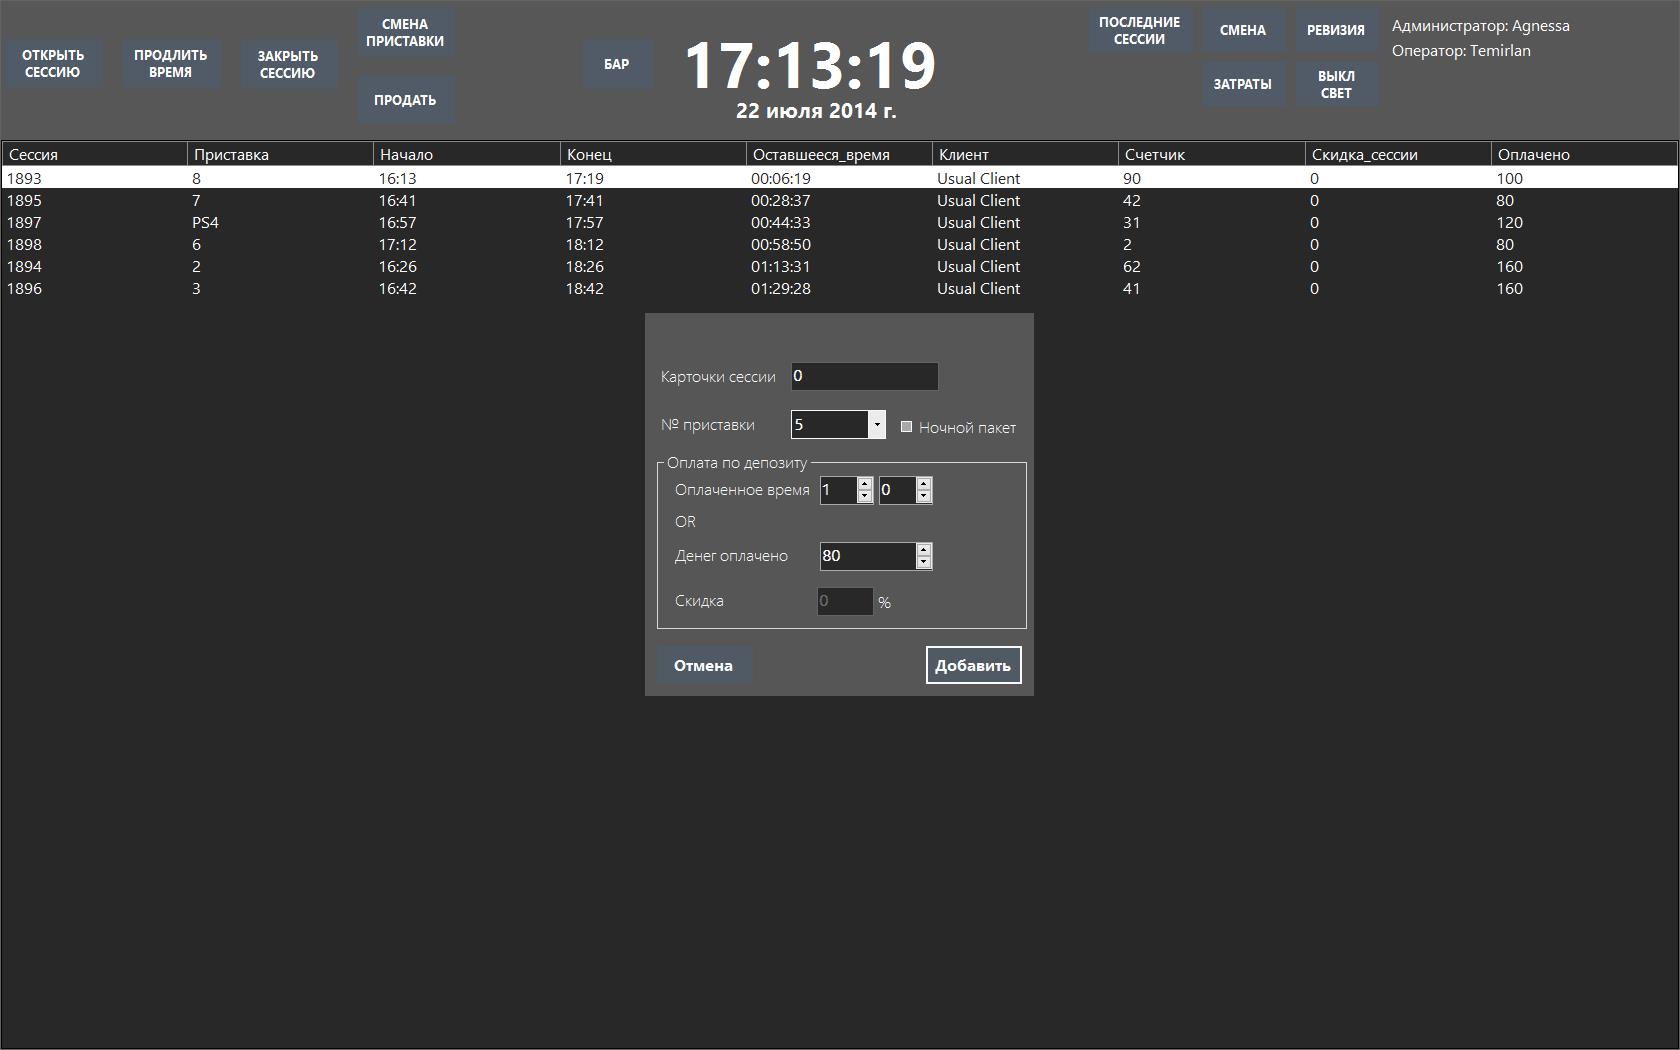 ОТКРЫТЬ
СЕССИЮ
ПРОДЛИТЬ
ВРЕМЯ
ЗАКРЫТЬ
СЕССИЮ
СМЕНА
ПРИСТАВКИ
ПРОДАТЬ
БАР
17:13:19
22 июля 2014 г.
ПОСЛЕДНИЕ
СЕССИИ
СМЕНА
РЕВИЗИЯ
ЗАТРАТЫ
ВЫКЛ
СВЕТ
Администратор: Agnessa
Оператор: Temirlan
Сессия Приставка Начало Конец Оставшееся_время Клиент Счетчик Скидка_сессии Оплачено
1893 8 16:13 17:19 00:06:19 Usual Client 90 0 100
1895 7 16:41 17:41 00:28:37 Usual Client 42 0 80
1897 PS4 16:57 17:57 00:44:33 Usual Client 31 0 120
1898 6 17:12 18:12 00:58:50 Usual Client 2 0 80
1894 2 16:26 18:26 01:13:31 Usual Client 62 0 160
1896 3 16:42 18:42 01:29:28 Usual Client 41 0 160
Карточки сессии 0
№ приставки 5 Ночной пакет
Оплата по депозиту
Оплаченное время 1 0
OR
Денег оплачено 80
Скидка 0 %
Отмена Добавить